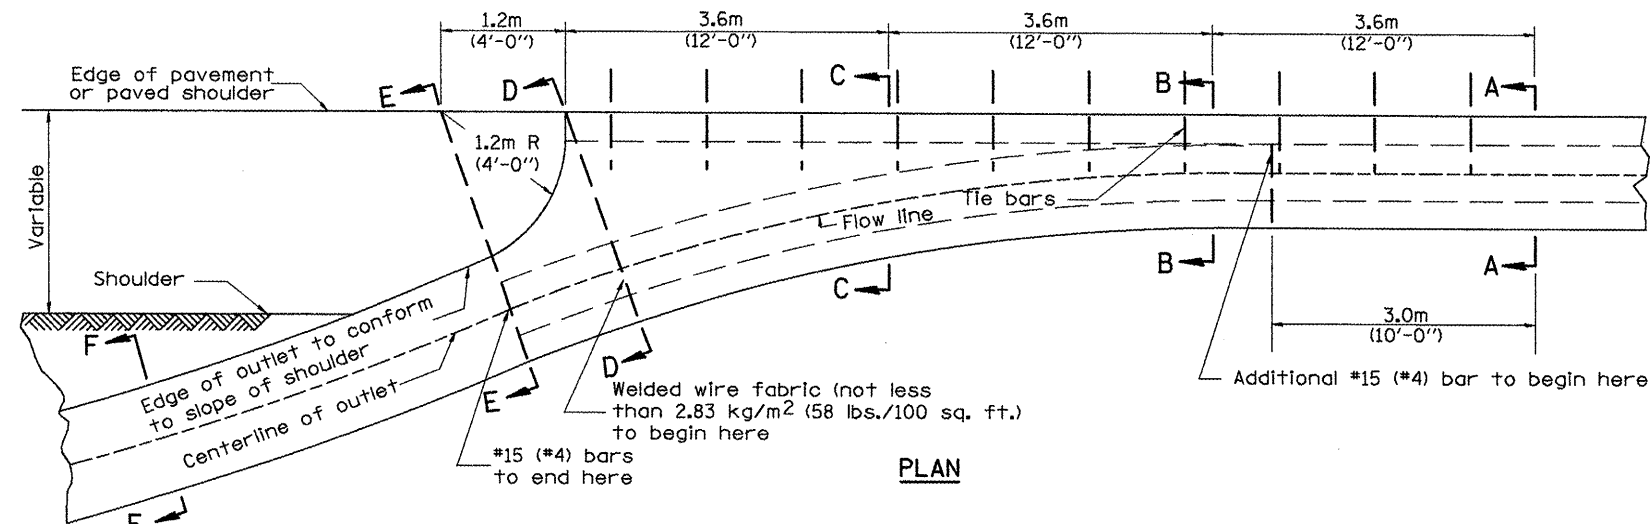 1.2m
(4'-0")
3.6m
(12'-0")
3.6m
(12'-0")
3.6m
(12'-0")
Edge of pavement
or paved shoulder
E
D
C
B
A
1.2m R
(4'-0")
Variable
Tie bars
Flow line
Shoulder
C
B
A
3.0m
(10'-0")
F
Edge of outlet to conform
to slope of shoulder
Centerline of outlet
E
D
Additional #15 (#4) bar to begin here
Welded wire fabric (not less
than 2.83 kg/m2 (58 lbs./100 sq. ft.)
to begin here
#15 (#4) bars
to end here
PLAN